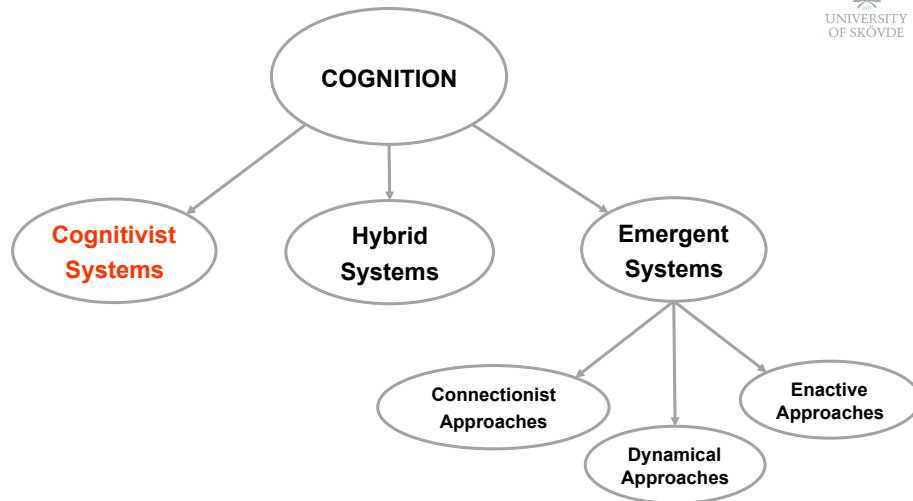 UNIVERSITY
OF SKÖVDE
COGNITION
Cognitivist
Systems
Hybrid
Systems
Emergent
Systems
Connectionist
Approaches
Enactive
Approaches
Dynamical
Approaches